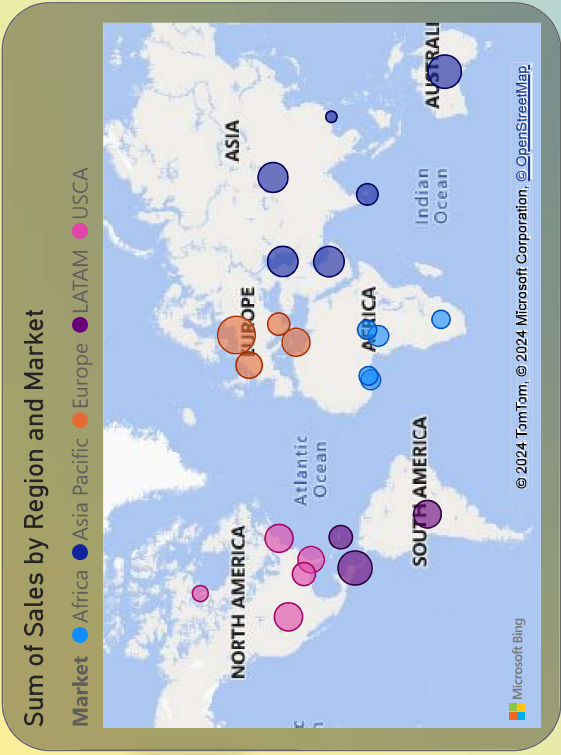 Sum of Sales by Region and Market
Market Africa Asia Pacific Europe LATAM USCA
NORTH AMERICA
EUROPE
ASIA
Atlantic
Ocean
AFRICA
SOUTH AMERICA
Indian
Ocean
AUSTRALI
Microsoft Bing
© 2024 TomTom, © 2024 Microsoft Corporation, © OpenStreetMap